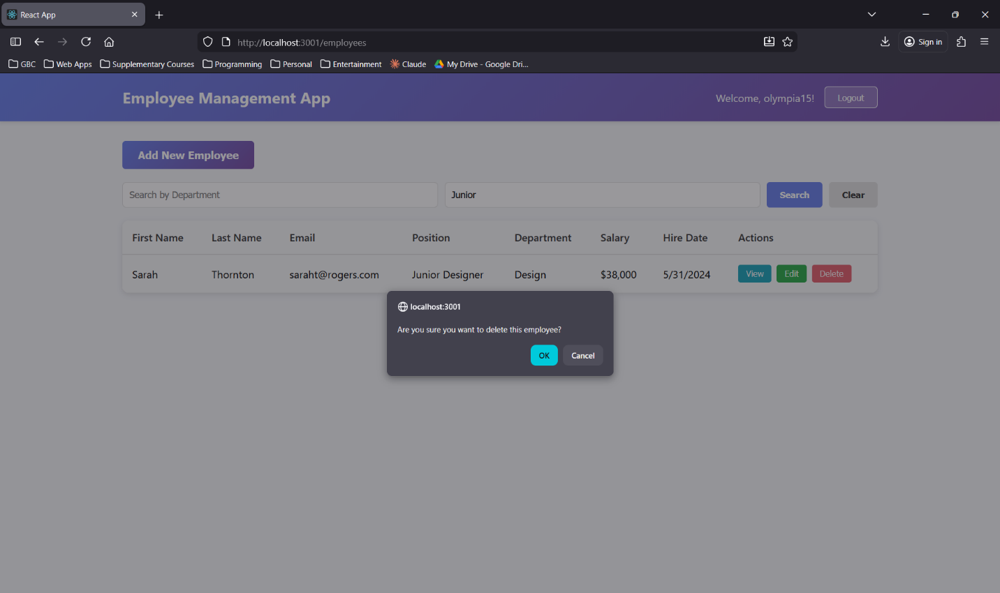 React App
http://localhost:3001/employees
Sign in
GBC Web Apps Supplementary Courses Programming Personal Entertainment Claude My Drive - Google Dri...
Employee Management App
Welcome, olympia15! Logout
Add New Employee
Search by Department Junior Search Clear
First Name Last Name Email Position Department Salary Hire Date Actions
Sarah Thornton saraht@rogers.com Junior Designer Design $38,000 5/31/2024 View Edit Delete
localhost:3001
Are you sure you want to delete this employee?
OK Cancel